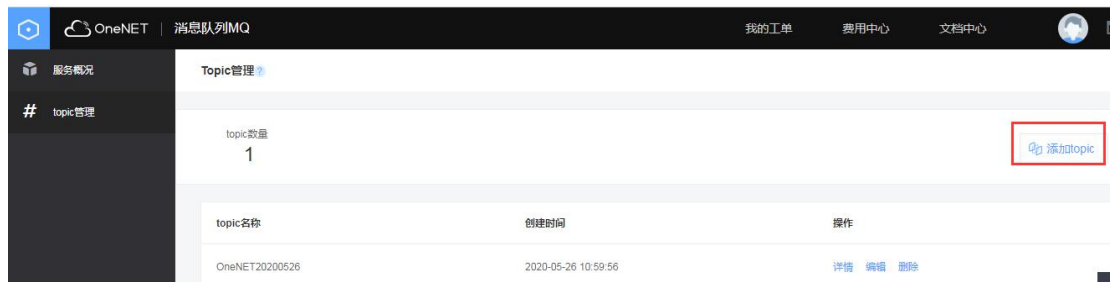 OneNET | 消息队列MQ 我的工单 费用中心 文档中心
服务概况 Topic管理?
# topic管理
topic数量
1
添加topic
topic名称 创建时间 操作
OneNET20200526 2020-05-26 10:59:56 详情 编辑 删除